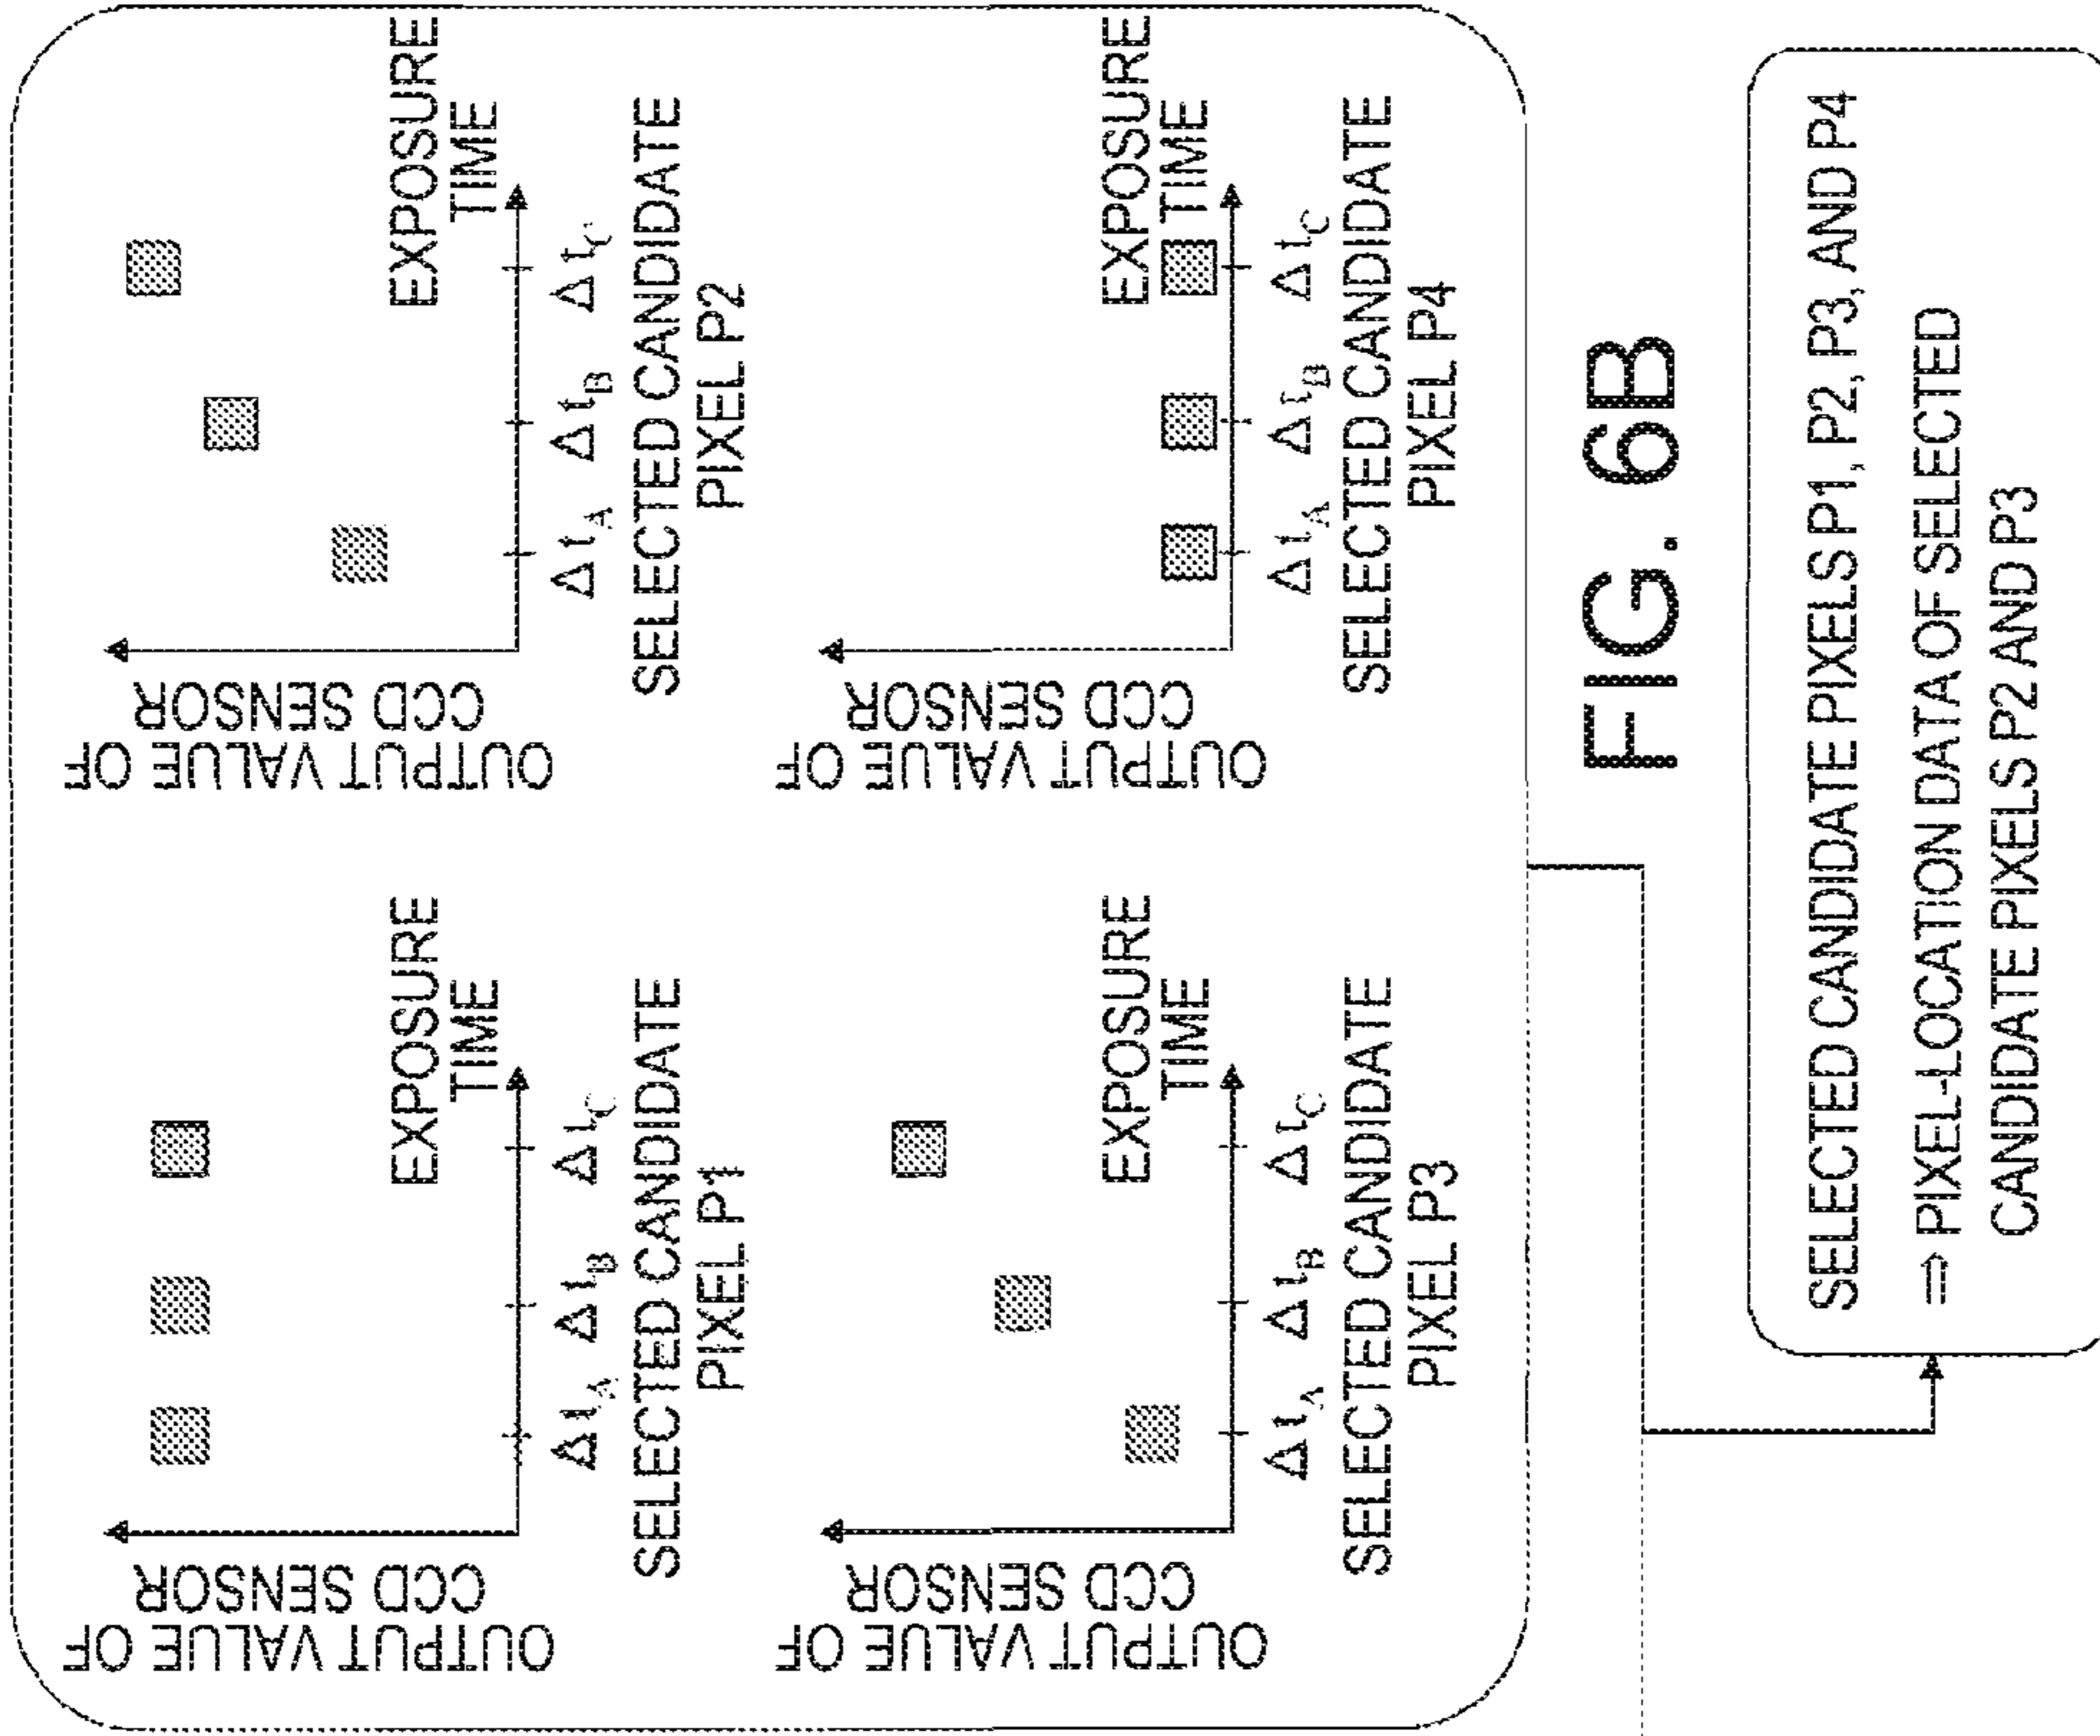 OUTPUT VALUE OF
CCD SENSOR
EXPOSURE
TIME
Δt_A Δt_B Δt_C
SELECTED CANDIDATE
PIXEL P1
OUTPUT VALUE OF
CCD SENSOR
EXPOSURE
TIME
Δt_A Δt_B Δt_C
SELECTED CANDIDATE
PIXEL P2
OUTPUT VALUE OF
CCD SENSOR
EXPOSURE
TIME
Δt_A Δt_B Δt_C
SELECTED CANDIDATE
PIXEL P3
OUTPUT VALUE OF
CCD SENSOR
EXPOSURE
TIME
Δt_A Δt_B Δt_C
SELECTED CANDIDATE
PIXEL P4
FIG. 6B
SELECTED CANDIDATE PIXELS P1, P2, P3, AND P4
⇒ PIXEL-LOCATION DATA OF SELECTED
CANDIDATE PIXELS P2 AND P3